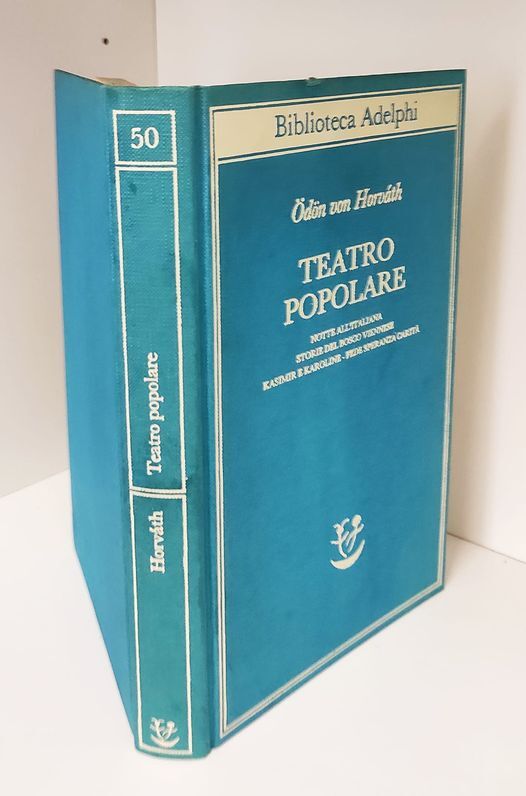 50
Teatro popolare
Horváth
Biblioteca Adelphi
Ödön von Horváth
TEATRO
POPOLARE
NOTTE ALL'ITALIANA
STORIE DEL BOSCO VIENNESE
KASIMIR E KAROLINE - FEDE SPERANZA CARITÀ